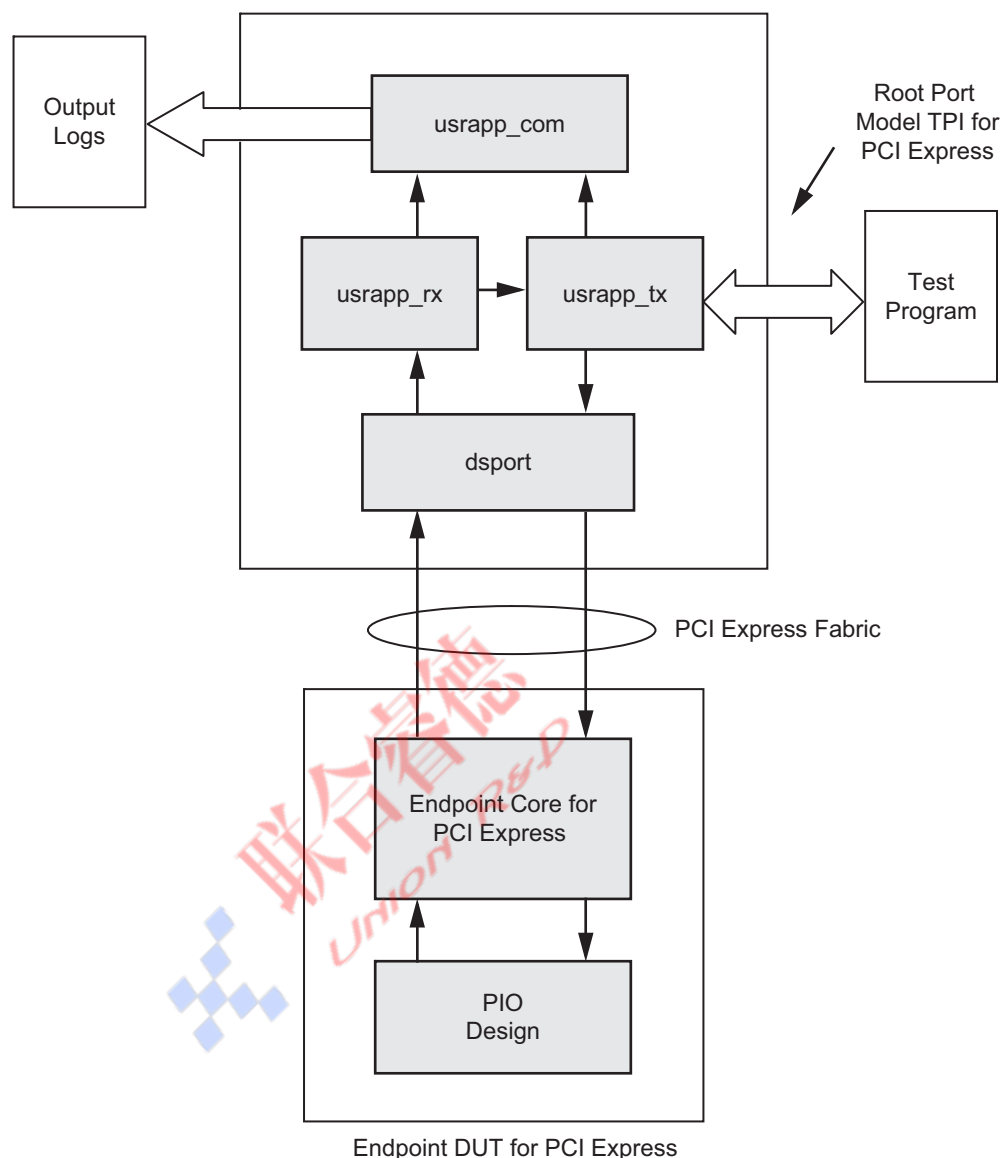 Output
Logs
usrapp_com
Root Port
Model TPI for
PCI Express
usrapp_rx
usrapp_tx
Test
Program
dsport
PCI Express Fabric
联合睿德
Union R&D
Endpoint Core for
PCI Express
PIO
Design
Endpoint DUT for PCI Express